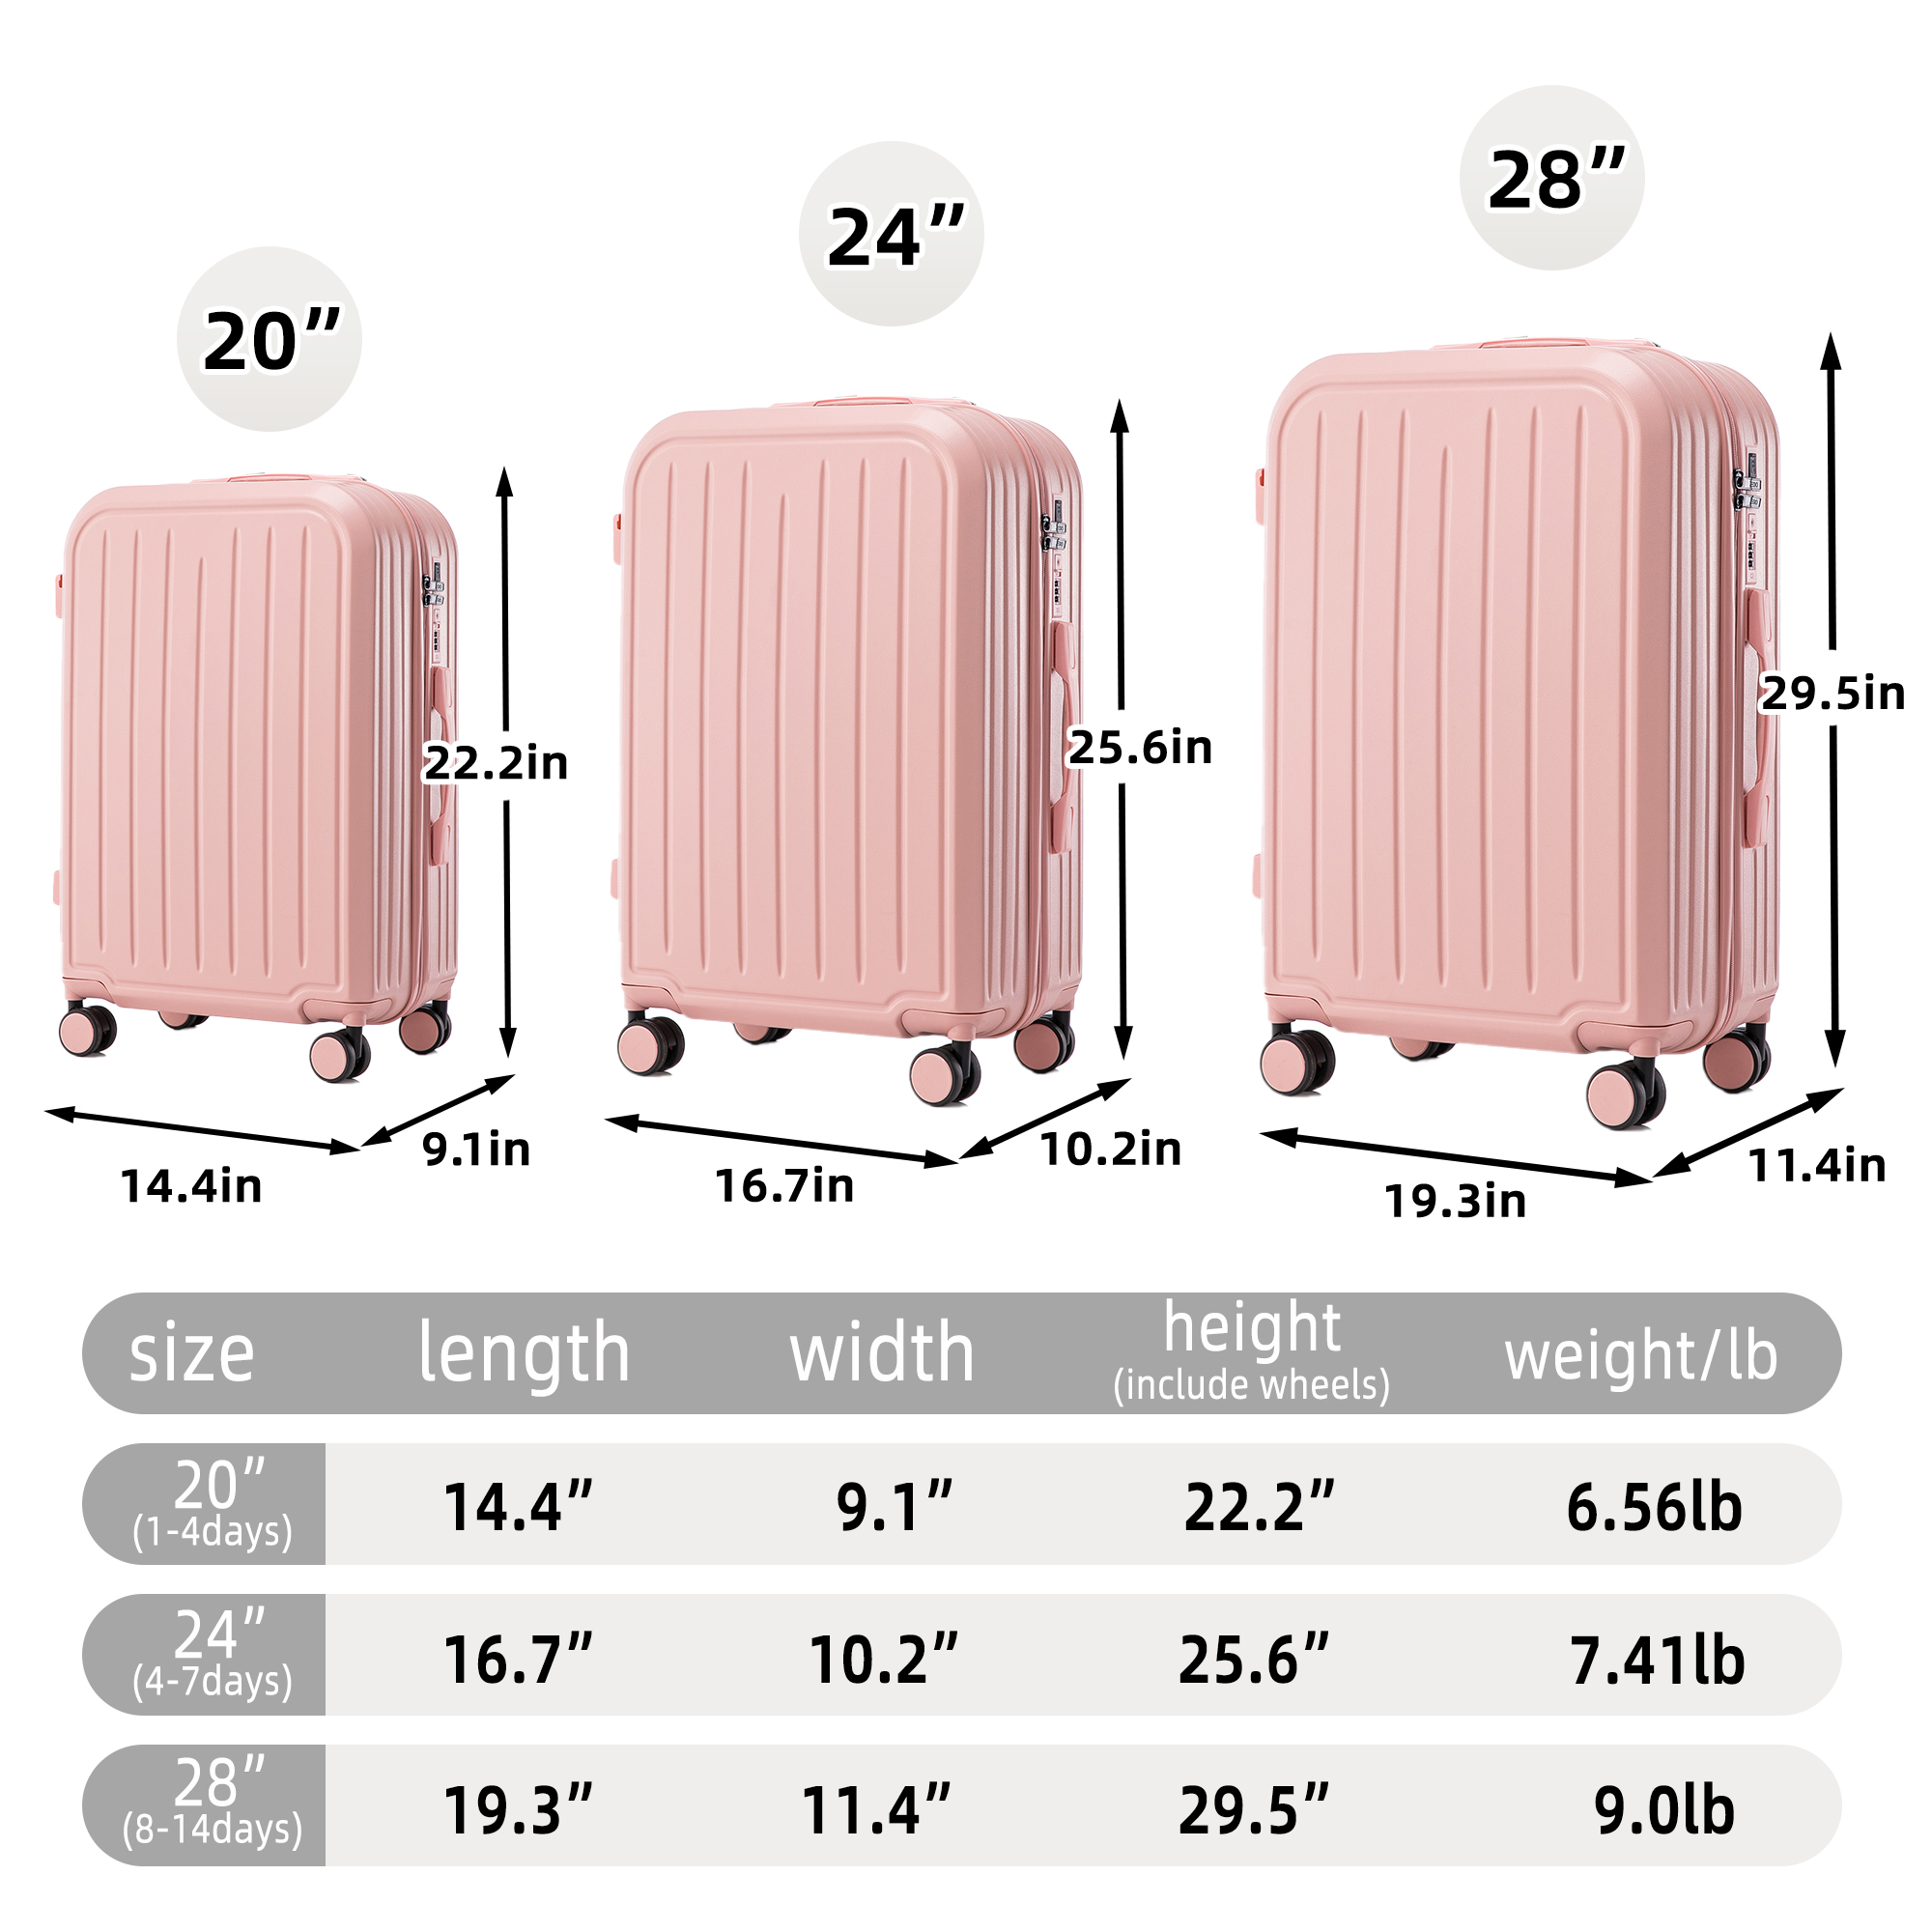 20”
24”
28”
22.2in
25.6in
29.5in
14.4in
9.1in
16.7in
10.2in
19.3in
11.4in
size length width height weight/lb
(include wheels)
20” 14.4” 9.1” 22.2” 6.56lb
(1-4days)
24” 16.7” 10.2” 25.6” 7.41lb
(4-7days)
28” 19.3” 11.4” 29.5” 9.0lb
(8-14days)